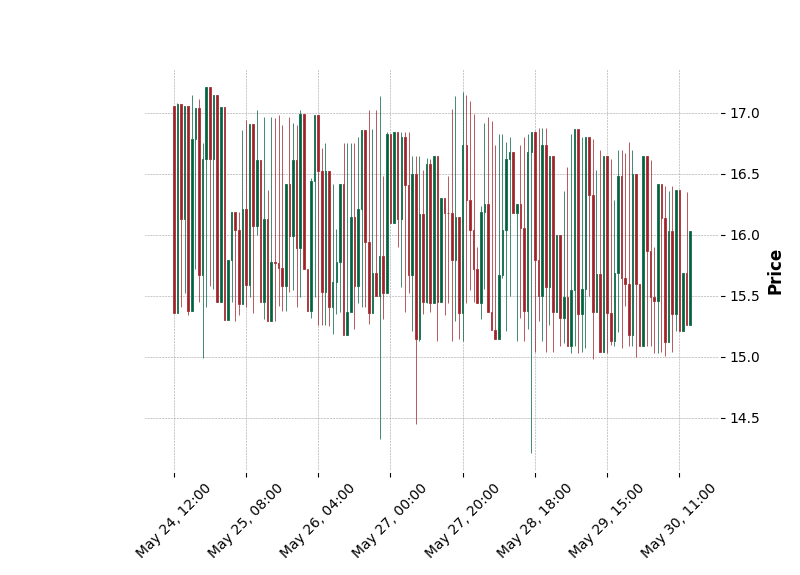 17.0
16.5
16.0
15.5
15.0
14.5
Price
May 24, 12:00
May 25, 08:00
May 26, 04:00
May 27, 00:00
May 27, 20:00
May 28, 18:00
May 29, 15:00
May 30, 11:00